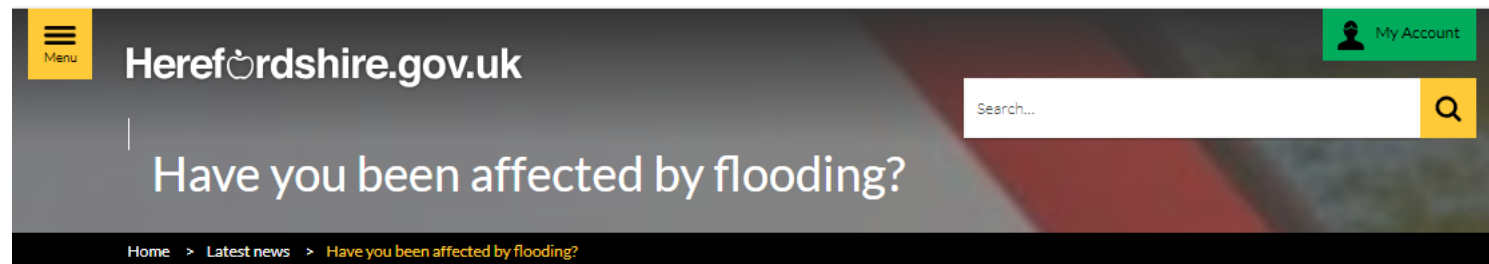 Menu
Herefordshire.gov.uk
My Account
Search...
Have you been affected by flooding?
Home > Latest news > Have you been affected by flooding?